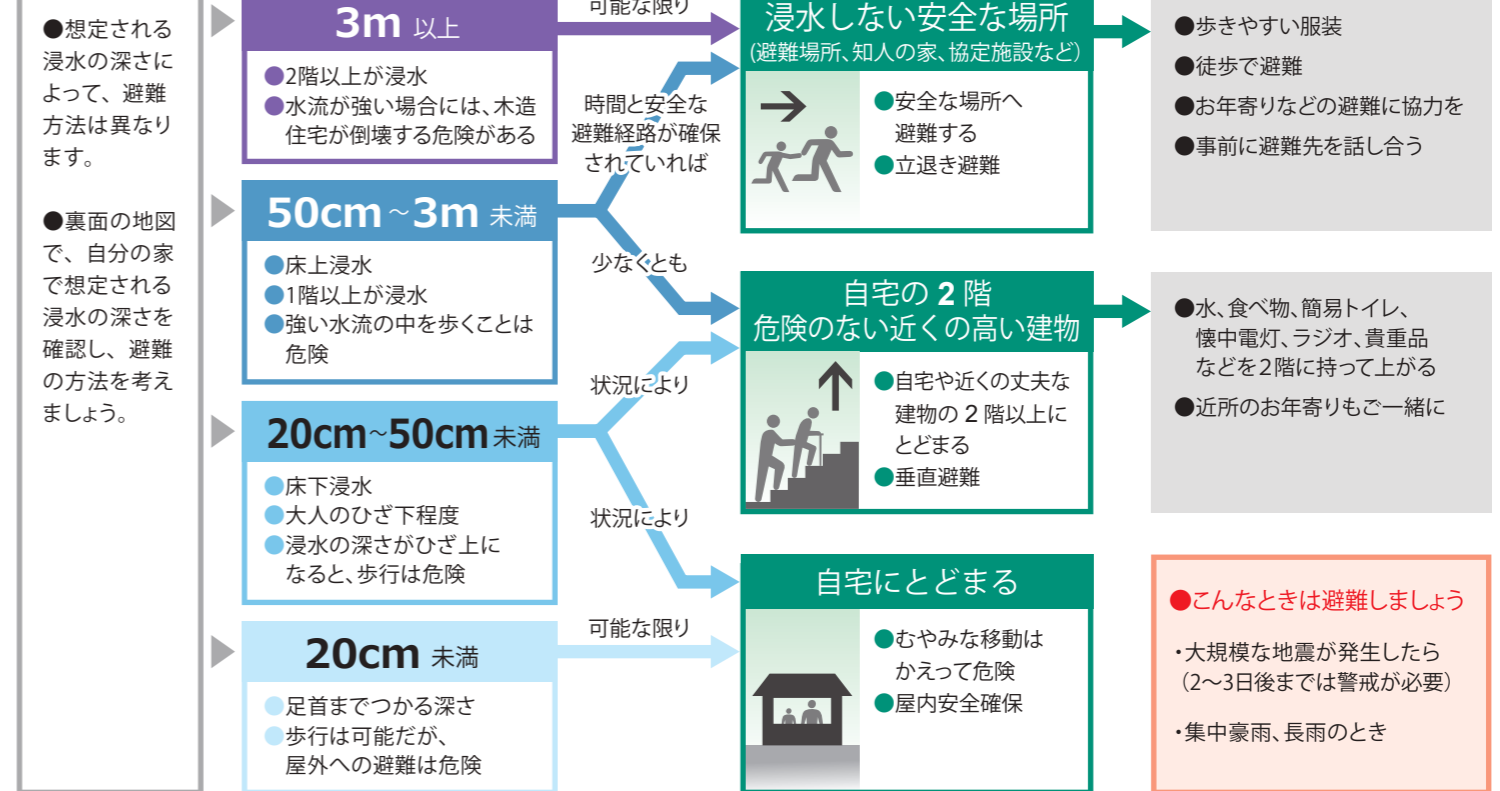 ●想定される
浸水の深さに
よって、避難
方法は異なり
ます。
●裏面の地図
で、自分の家
で想定される
浸水の深さを
確認し、避難
の方法を考え
ましょう。
3m 以上
●2階以上が浸水
●水流が強い場合には、木造
住宅が倒壊する危険がある
50cm～3m 未満
●床上浸水
●1階以上が浸水
●強い水流の中を歩くことは
危険
20cm～50cm 未満
●床下浸水
●大人のひざ下程度
●浸水の深さがひざ上に
なると、歩行は危険
20cm 未満
●足首までつかる深さ
●歩行は可能だが、
屋外への避難は危険
可能な限り
時間と安全な
避難経路が確保
されていれば
少なくとも
状況により
状況により
可能な限り
浸水しない安全な場所
(避難場所、知人の家、協定施設など)
●安全な場所へ
避難する
●立退き避難
自宅の 2 階
危険のない近くの高い建物
●自宅や近くの丈夫な
建物の 2 階以上に
とどまる
●垂直避難
自宅にとどまる
●むやみな移動は
かえって危険
●屋内安全確保
●歩きやすい服装
●徒歩で避難
●お年寄りなどの避難に協力を
●事前に避難先を話し合う
●水、食べ物、簡易トイレ、
懐中電灯、ラジオ、貴重品
などを2階に持って上がる
●近所のお年寄りもご一緒に
●こんなときは避難しましょう
・大規模な地震が発生したら
（2～3日後までは警戒が必要）
・集中豪雨、長雨のとき